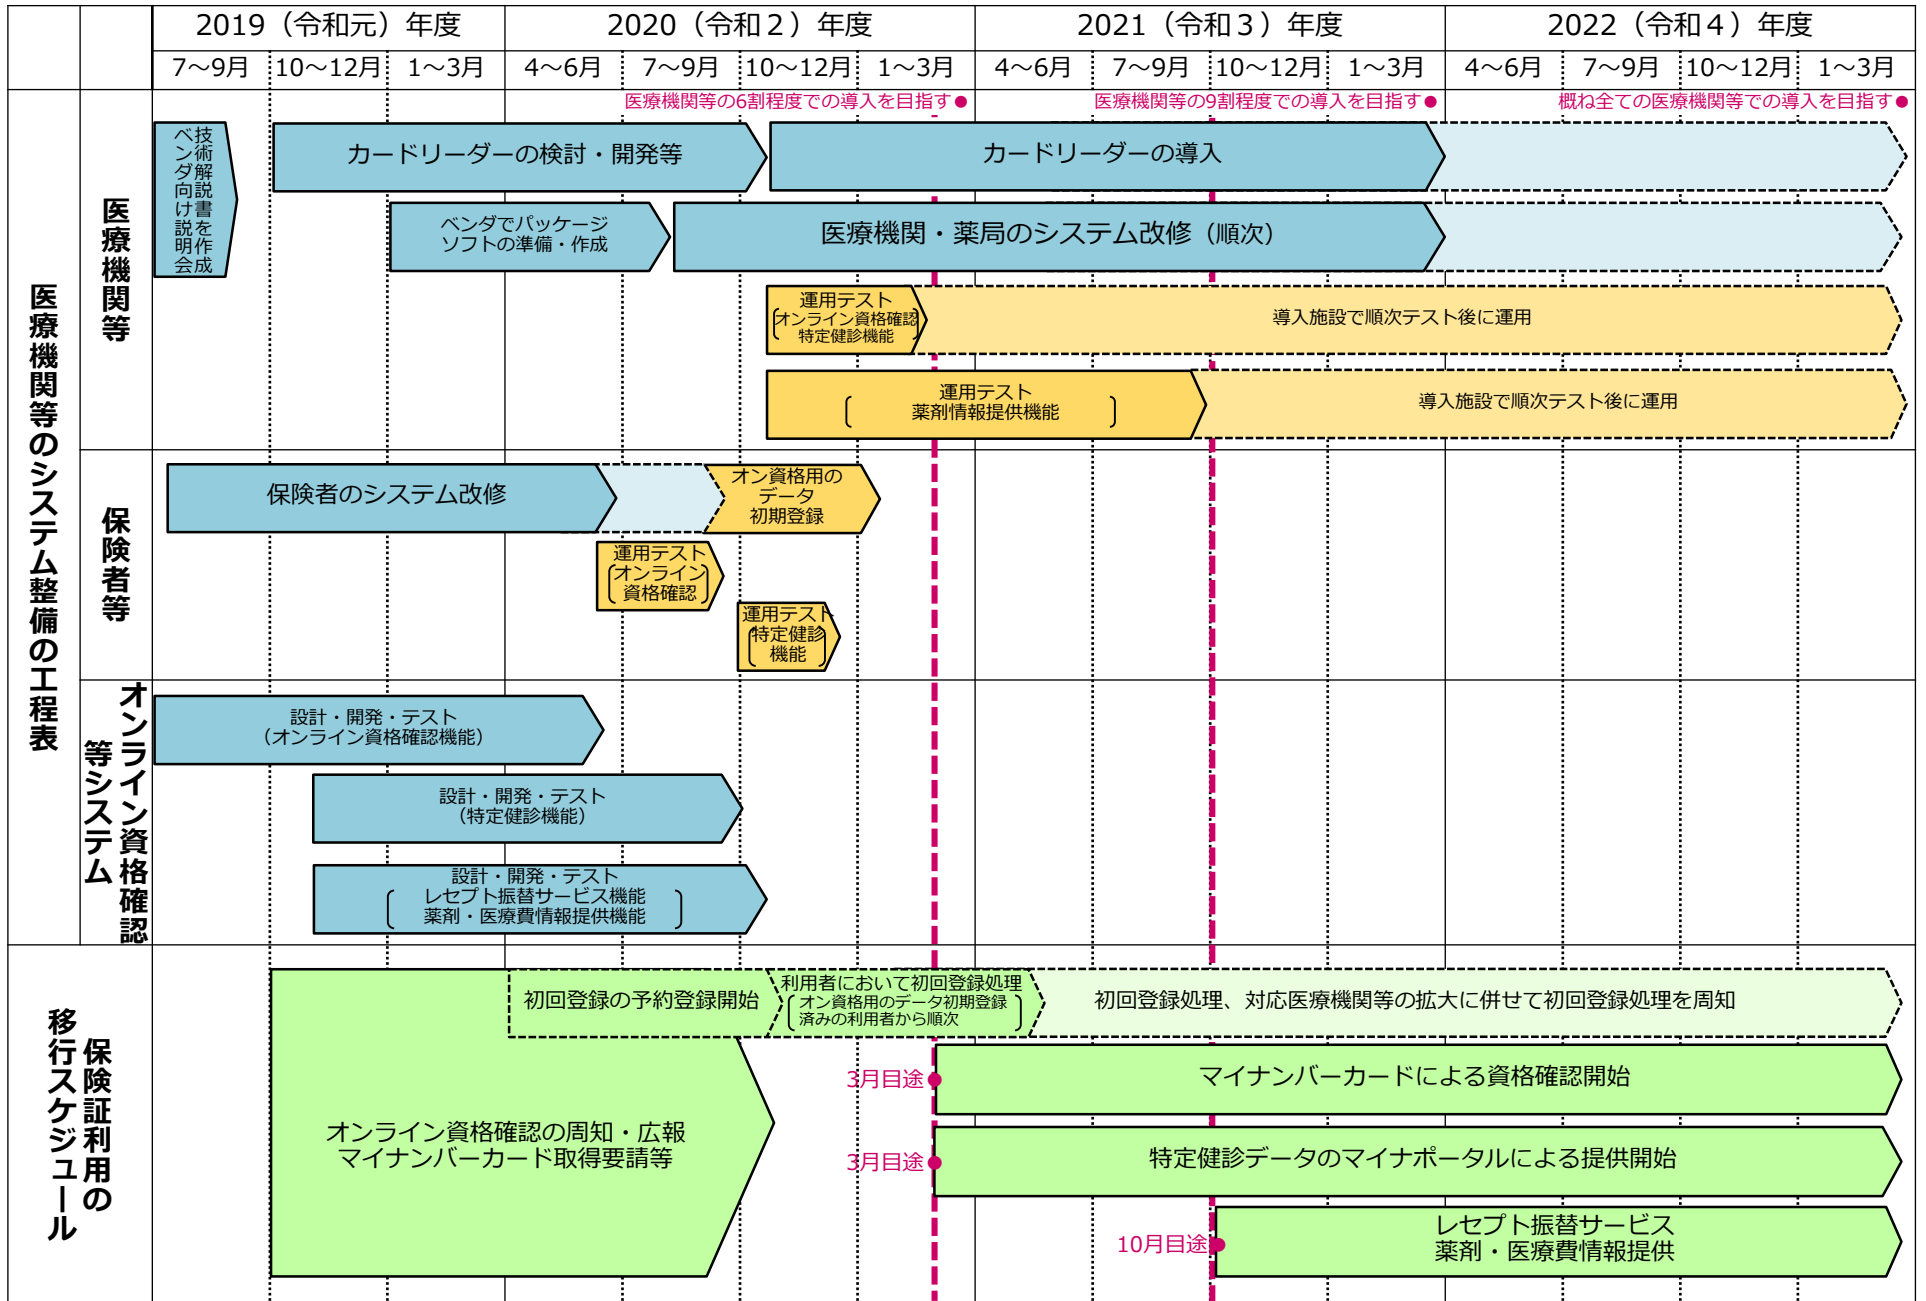 2019（令和元）年度
2020（令和２）年度
2021（令和３）年度
2022（令和４）年度
7～9月
10～12月
1～3月
4～6月
7～9月
10～12月
1～3月
4～6月
7～9月
10～12月
1～3月
4～6月
7～9月
10～12月
1～3月
医療機関等のシステム整備の工程表
医療機関等
医療機関等の6割程度での導入を目指す●
医療機関等の9割程度での導入を目指す●
概ね全ての医療機関等での導入を目指す●
技術解説書を作成
ベンダ向け説明会
カードリーダーの検討・開発等
カードリーダーの導入
ベンダでパッケージ
ソフトの準備・作成
医療機関・薬局のシステム改修（順次）
運用テスト
オンライン資格確認
特定健診機能
導入施設で順次テスト後に運用
運用テスト
薬剤情報提供機能
導入施設で順次テスト後に運用
保険者等
保険者のシステム改修
オン資格用の
データ
初期登録
運用テスト
オンライン
資格確認
運用テスト
特定健診
機能
オンライン資格確認
等システム
設計・開発・テスト
（オンライン資格確認機能）
設計・開発・テスト
（特定健診機能）
設計・開発・テスト
レセプト振替サービス機能
薬剤・医療費情報提供機能
保険証利用の
移行スケジュール
初回登録の予約登録開始
利用者において初回登録処理
オン資格用のデータ初期登録
済みの利用者から順次
初回登録処理、対応医療機関等の拡大に併せて初回登録処理を周知
オンライン資格確認の周知・広報
マイナンバーカード取得要請等
3月目途
マイナンバーカードによる資格確認開始
3月目途
特定健診データのマイナポータルによる提供開始
10月目途
レセプト振替サービス
薬剤・医療費情報提供